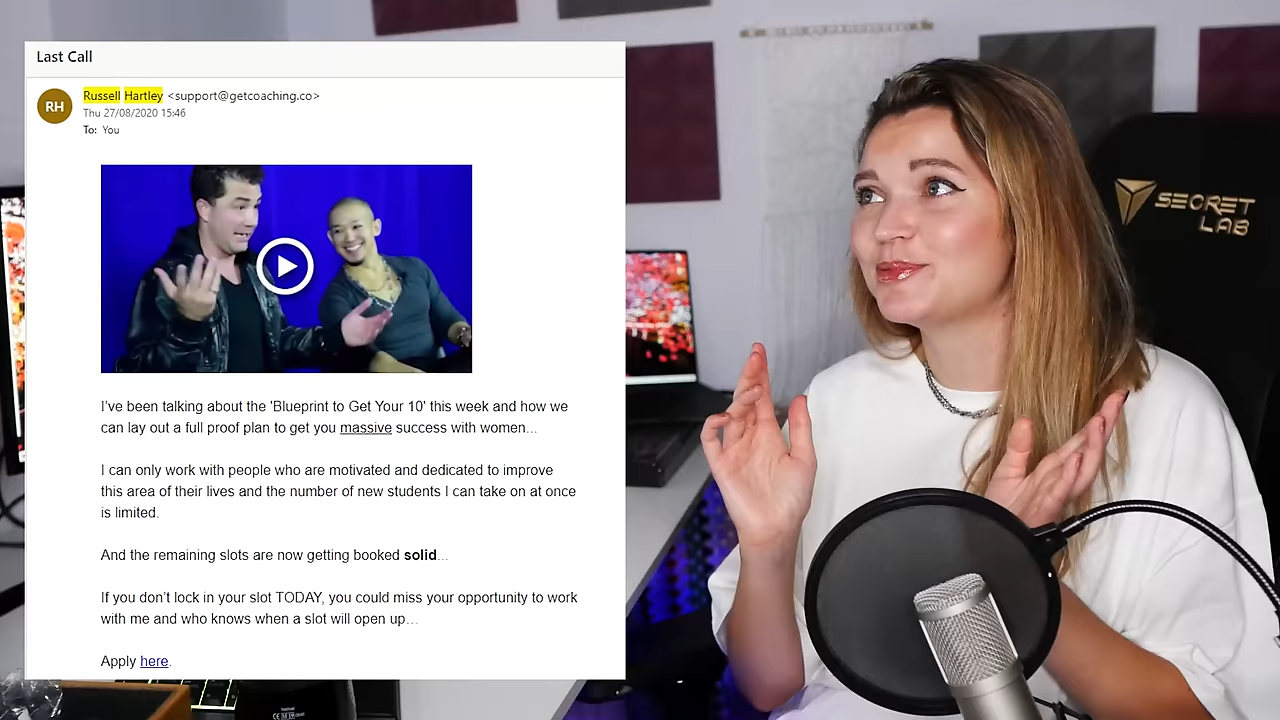 Last Call
RH
Russell Hartley <support@getcoaching.co>
Thu 27/08/2020 15:46
To: You
I've been talking about the 'Blueprint to Get Your 10' this week and how we
can lay out a full proof plan to get you massive success with women...
I can only work with people who are motivated and dedicated to improve
this area of their lives and the number of new students I can take on at once
is limited.
And the remaining slots are now getting booked solid...
If you don't lock in your slot TODAY, you could miss your opportunity to work
with me and who knows when a slot will open up...
Apply here.
SECRET
LAB